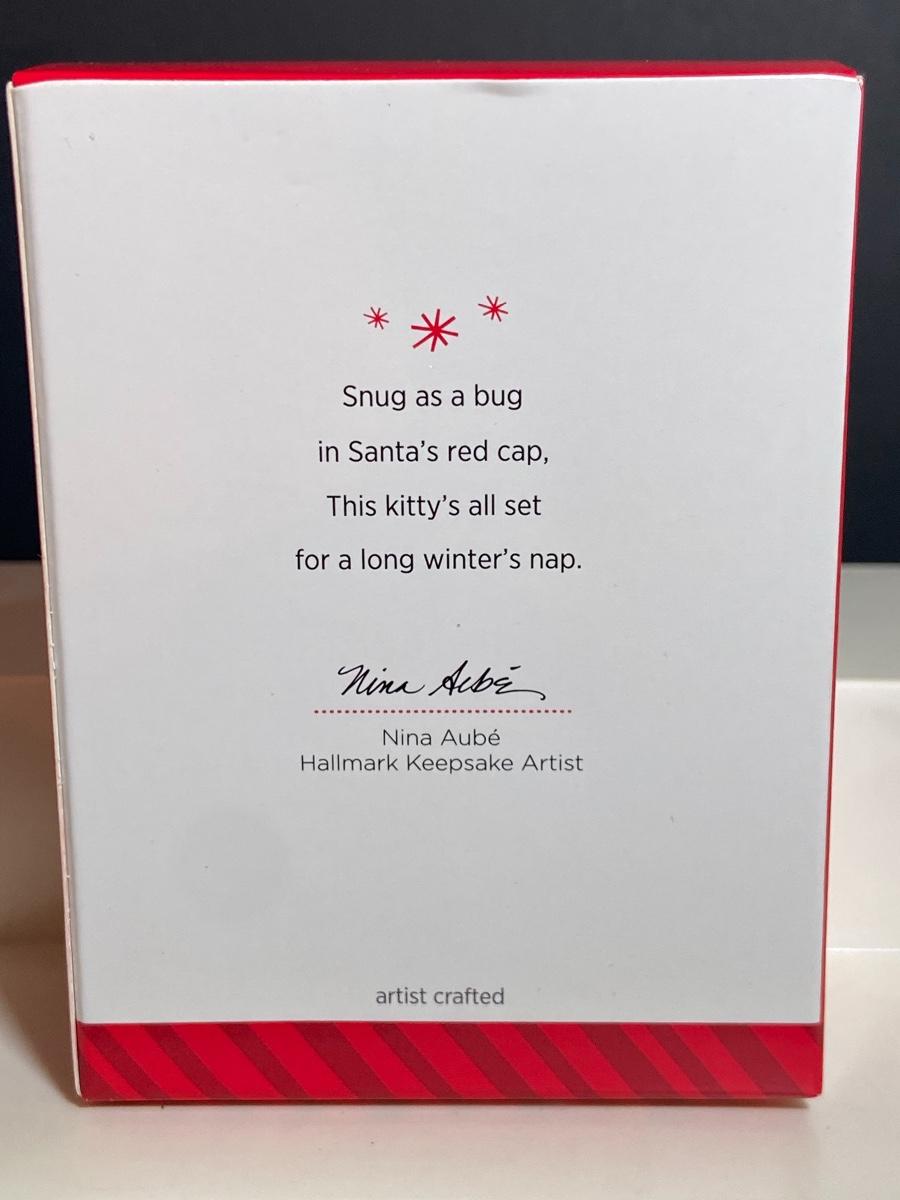 Snug as a bug
in Santa's red cap,
This kitty's all set
for a long winter's nap.
Nina Aubé
Nina Aubé
Hallmark Keepsake Artist
artist crafted